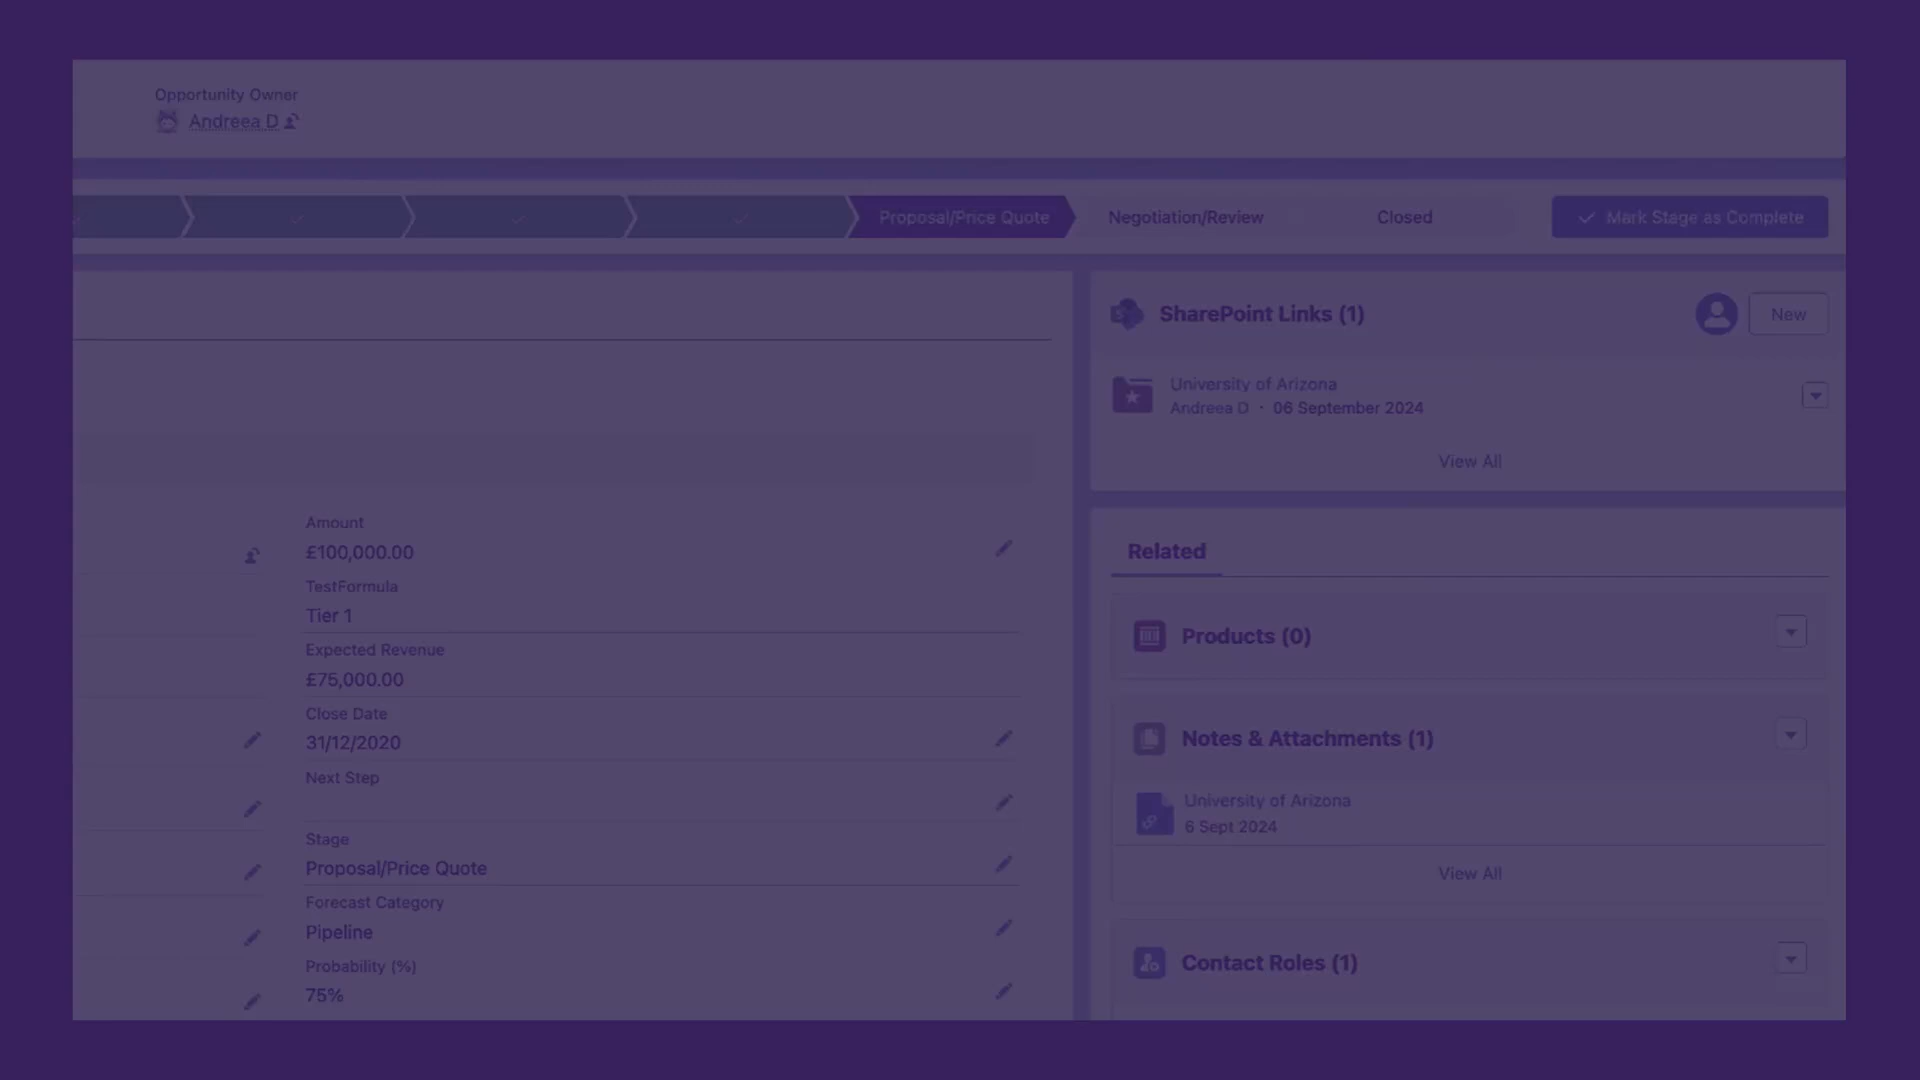 Opportunity Owner
Andreea D
Proposal/Price Quote
Negotiation/Review
Closed
Mark Stage as Complete
SharePoint Links (1)
New
University of Arizona
Andreea D · 06 September 2024
View All
Amount
£100,000.00
TestFormula
Tier 1
Expected Revenue
£75,000.00
Close Date
31/12/2020
Next Step
Stage
Proposal/Price Quote
Forecast Category
Pipeline
Probability (%)
75%
Related
Products (0)
Notes & Attachments (1)
University of Arizona
6 Sept 2024
View All
Contact Roles (1)